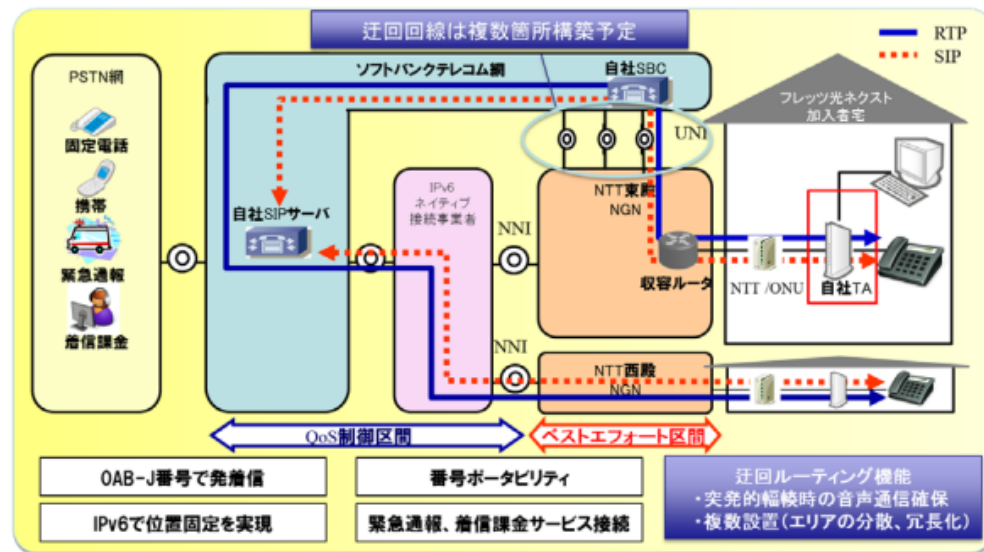 迂回回線は複数箇所構築予定
RTP
SIP
PSTN網
固定電話
携帯
緊急通報
着信課金
ソフトバンクテレコム網
自社SBC
自社SIPサーバ
UNI
IPv6
ネイティブ
接続事業者
NNI
NNI
NTT東殿
NGN
収容ルータ
NTT西殿
NGN
フレッツ光ネクスト
加入者宅
NTT /ONU
自社TA
QoS制御区間
ベストエフォート区間
OAB-J番号で発着信
番号ポータビリティ
IPv6で位置固定を実現
緊急通報、着信課金サービス接続
迂回ルーティング機能
・突発的輻輳時の音声通信確保
・複数設置(エリアの分散、冗長化)